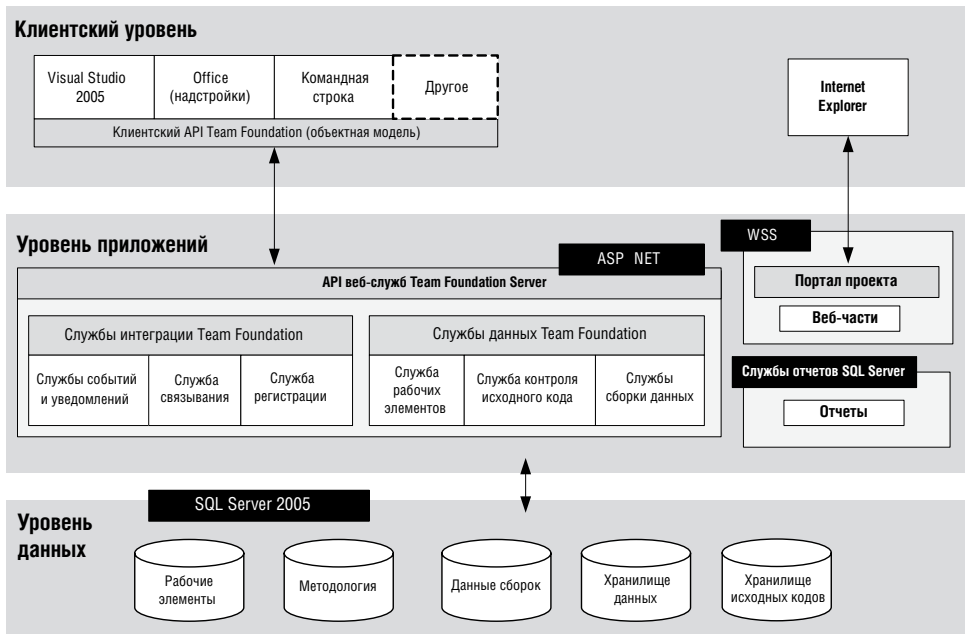 Клиентский уровень
Visual Studio
2005
Office
(надстройки)
Командная
строка
Другое
Клиентский API Team Foundation (объектная модель)
Internet
Explorer
Уровень приложений
ASP NET
API веб-служб Team Foundation Server
Службы интеграции Team Foundation
Службы событий
и уведомлений
Служба
связывания
Служба
регистрации
Службы данных Team Foundation
Служба
рабочих
элементов
Служба контроля
исходного кода
Службы
сборки данных
WSS
Портал проекта
Веб-части
Службы отчетов SQL Server
Отчеты
Уровень
данных
SQL Server 2005
Рабочие
элементы
Методология
Данные сборок
Хранилище
данных
Хранилище
исходных кодов